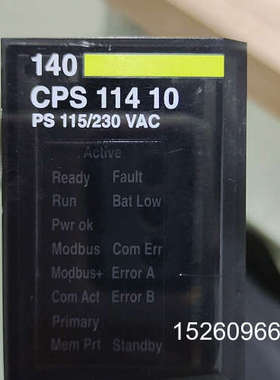 140
CPS 114 10
PS 115/230 VAC
Active
Ready Fault
Run Bat Low
Pwr ok
Modbus Com Err
Modbus+ Error A
Com Act Error B
Primary
Mem Prt Standby
15260966